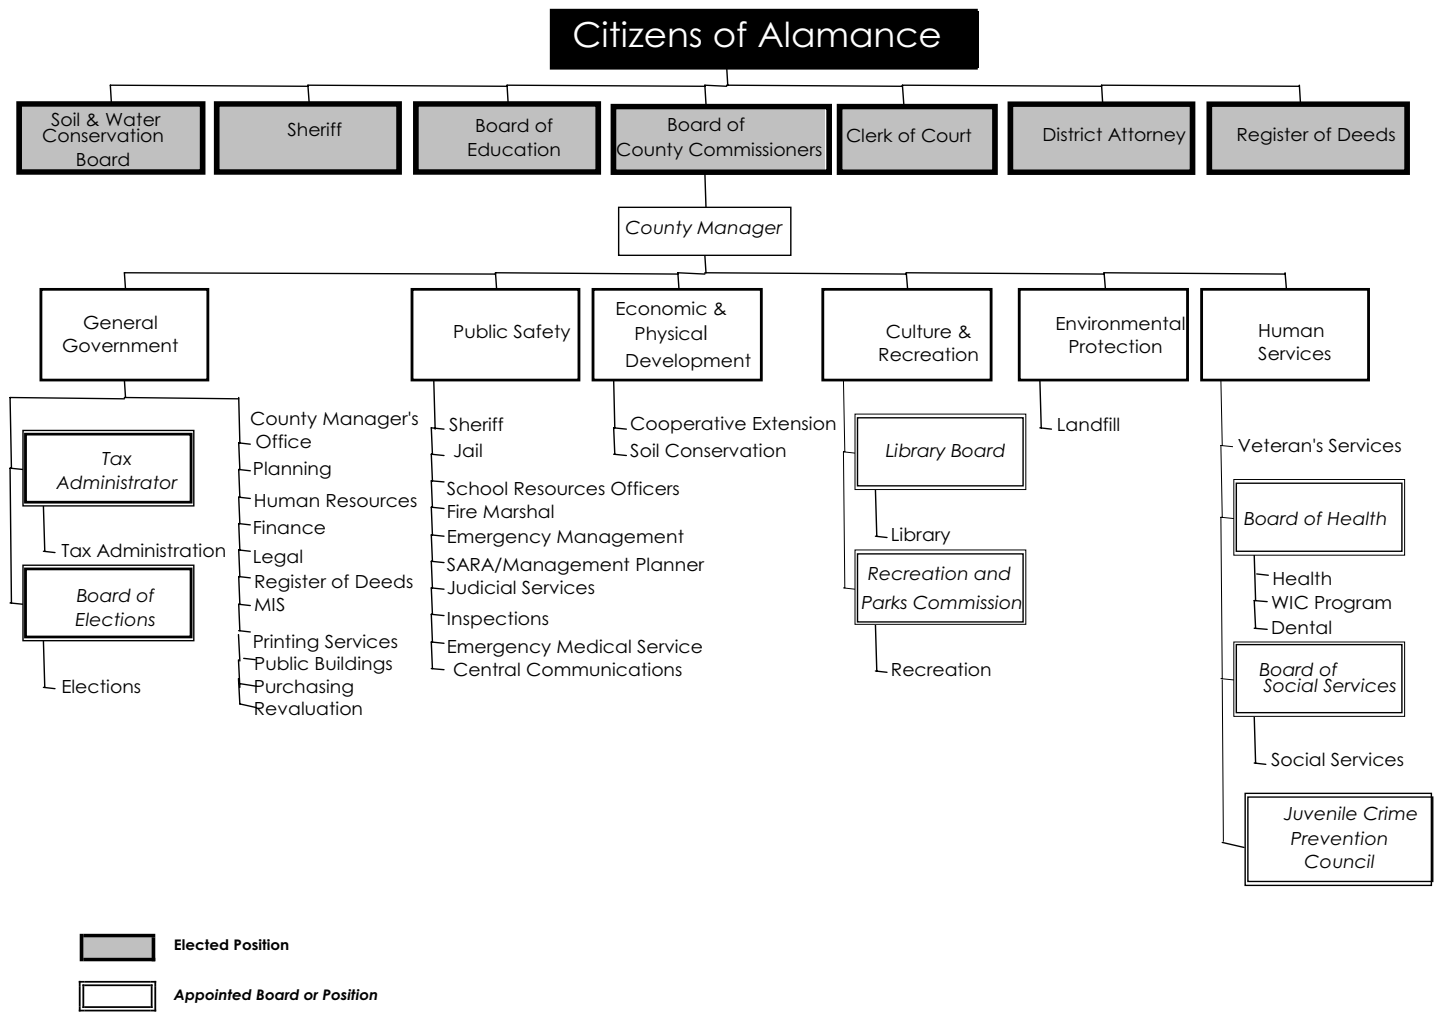 Citizens of Alamance
Soil & Water
Conservation
Board
Sheriff
Board of
Education
Board of
County Commissioners
Clerk of Court
District Attorney
Register of Deeds
County Manager
General
Government
Public Safety
Economic &
Physical
Development
Culture &
Recreation
Environmental
Protection
Human
Services
Tax
Administrator
Tax Administration
Board of
Elections
Elections
County Manager's
Office
Planning
Human Resources
Finance
Legal
Register of Deeds
MIS
Printing Services
Public Buildings
Purchasing
Revaluation
Sheriff
Jail
School Resources Officers
Fire Marshal
Emergency Management
SARA/Management Planner
Judicial Services
Inspections
Emergency Medical Service
Central Communications
Cooperative Extension
Soil Conservation
Library Board
Library
Recreation and
Parks Commission
Recreation
Landfill
Veteran's Services
Board of Health
Health
WIC Program
Dental
Board of
Social Services
Social Services
Juvenile Crime
Prevention
Council
Elected Position
Appointed Board or Position